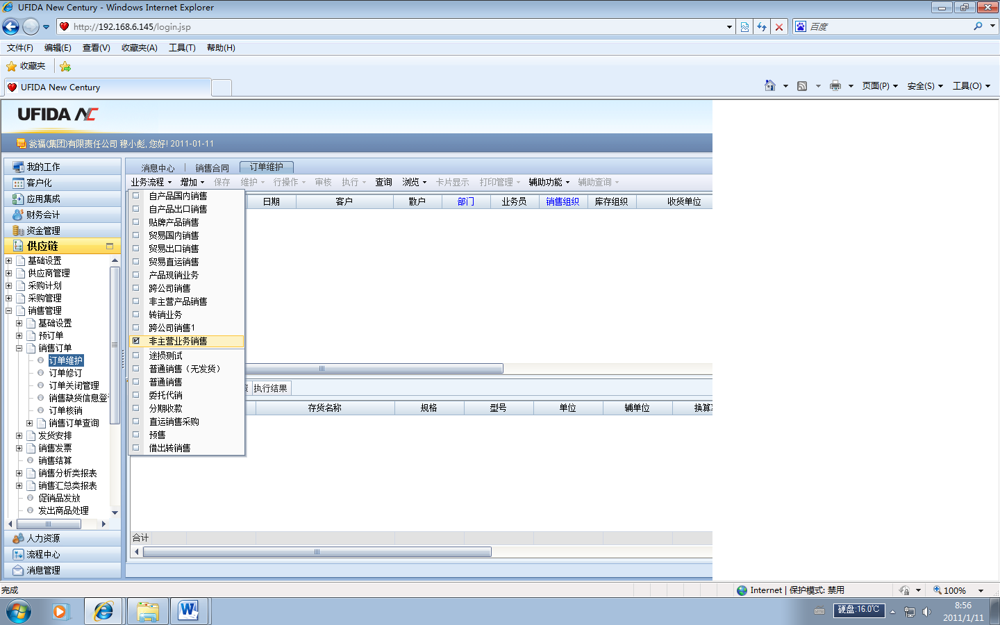 UFIDA New Century - Windows Internet Explorer
http://192.168.6.145/login.jsp
百度
文件(F) 编辑(E) 查看(V) 收藏夹(A) 工具(T) 帮助(H)
收藏夹
UFIDA New Century
页面(P) 安全(S) 工具(O)
UFIDA NC
瓮福(集团)有限责任公司 穆小彪, 您好! 2011-01-11
我的工作
客户化
应用集成
财务会计
资金管理
供应链
基础设置
供应商管理
采购计划
采购管理
销售管理
基础设置
预订单
销售订单
订单维护
订单修订
订单关闭管理
销售缺货信息登
订单核销
销售订单查询
发货安排
销售发票
销售结算
销售分析类报表
销售汇总类报表
促销品发放
发出商品处理
人力资源
流程中心
消息管理
消息中心 销售合同 订单维护
业务流程 增加 保存 维护 行操作 审核 执行 查询 浏览 卡片显示 打印管理 辅助功能 辅助查询
自产品国内销售
自产品出口销售
贴牌产品销售
贸易国内销售
贸易出口销售
贸易直运销售
产品现销业务
跨公司销售
非主营产品销售
转销业务
跨公司销售1
非主营业务销售
途损测试
普通销售（无发货）
普通销售
委托代销
分期收款
直运销售采购
预售
借出转销售
日期 客户 散户 部门 业务员 销售组织 库存组织 收货单位
执行结果
存货名称 规格 型号 单位 辅单位 换算
合计
完成
Internet | 保护模式: 禁用
100%
硬盘:16.0℃
8:56
2011/1/11